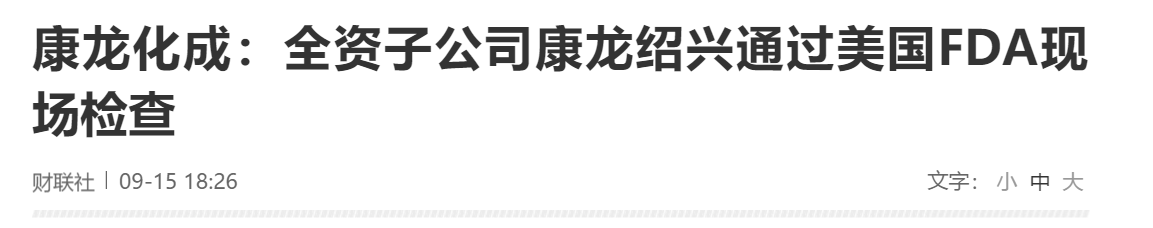 康龙化成：全资子公司康龙绍兴通过美国FDA现
场检查
财联社 | 09-15 18:26 文字： 小 中 大